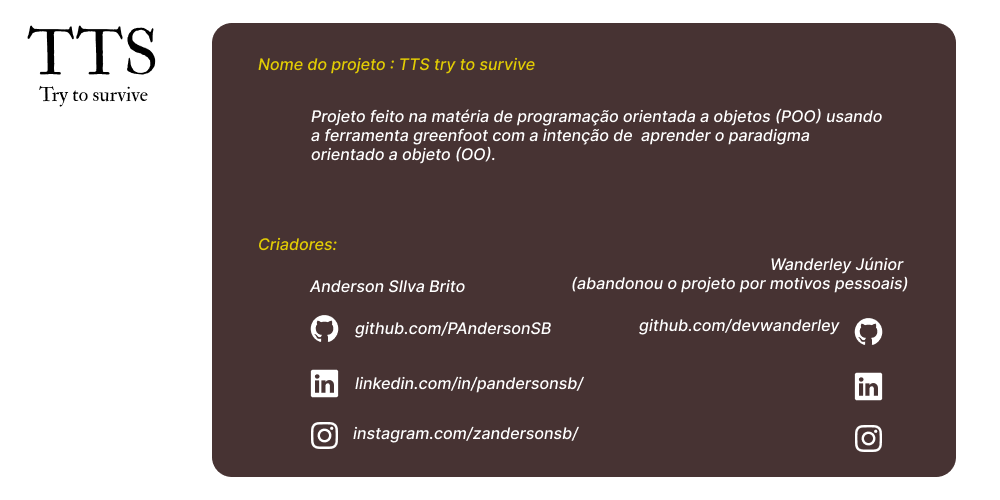 TTS
Try to survive
Nome do projeto : TTS try to survive
Projeto feito na matéria de programação orientada a objetos (POO) usando
a ferramenta greenfoot com a intenção de  aprender o paradigma
orientado a objeto (OO).
Criadores:
Anderson SIlva Brito
github.com/PAndersonSB
linkedin.com/in/pandersonsb/
instagram.com/zandersonsb/
Wanderley Júnior
(abandonou o projeto por motivos pessoais)
github.com/devwanderley